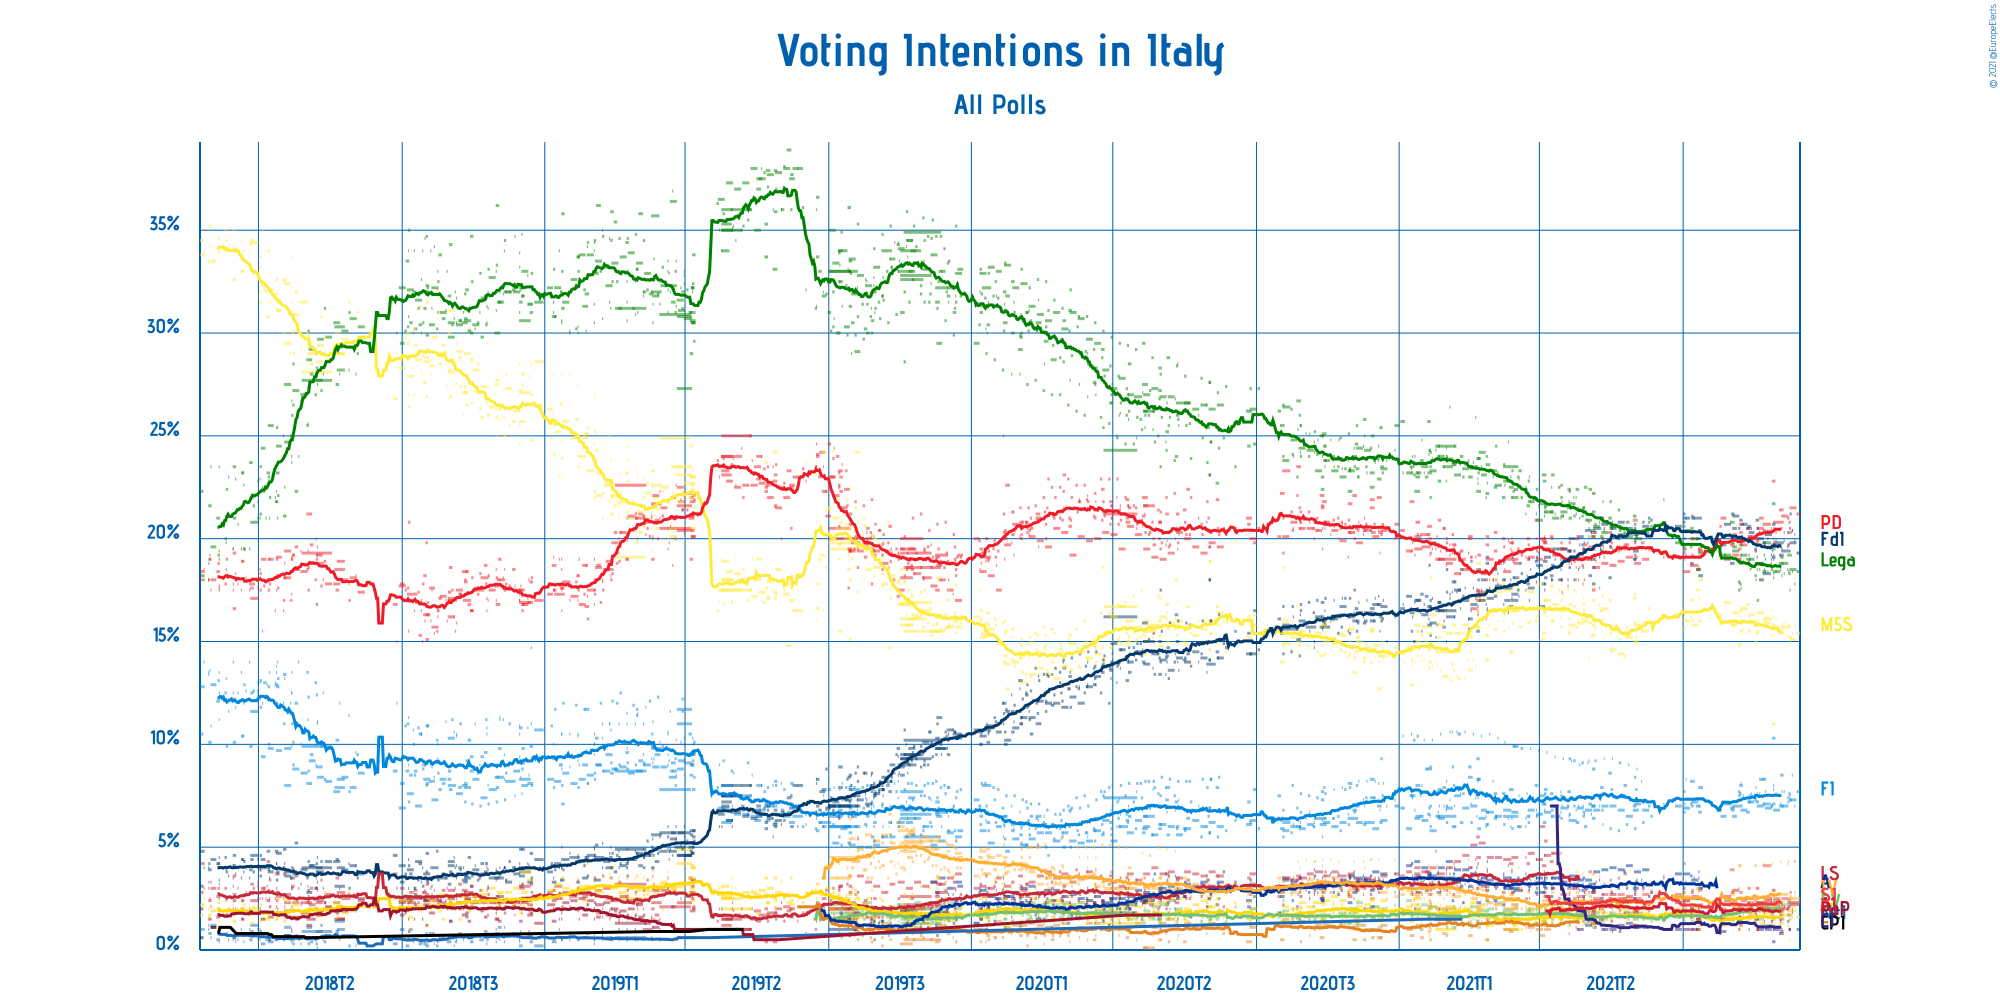 Voting Intentions in Italy
All Polls
© 2021 @EuropeElects
35%
30%
25%
20%
15%
10%
5%
0%
PD
FdI
Lega
M5S
FI
LS
EPI
2018T2
2018T3
2019T1
2019T2
2019T3
2020T1
2020T2
2020T3
2021T1
2021T2